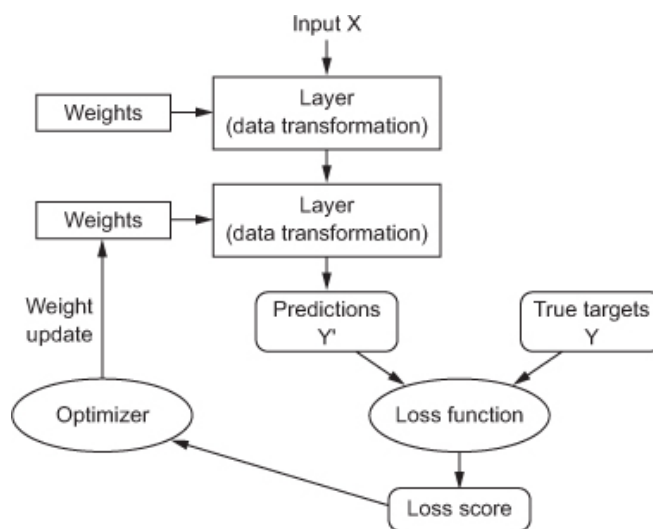 Input X
Weights
Layer
(data transformation)
Weights
Layer
(data transformation)
Weight
update
Predictions
Y'
True targets
Y
Optimizer
Loss function
Loss score